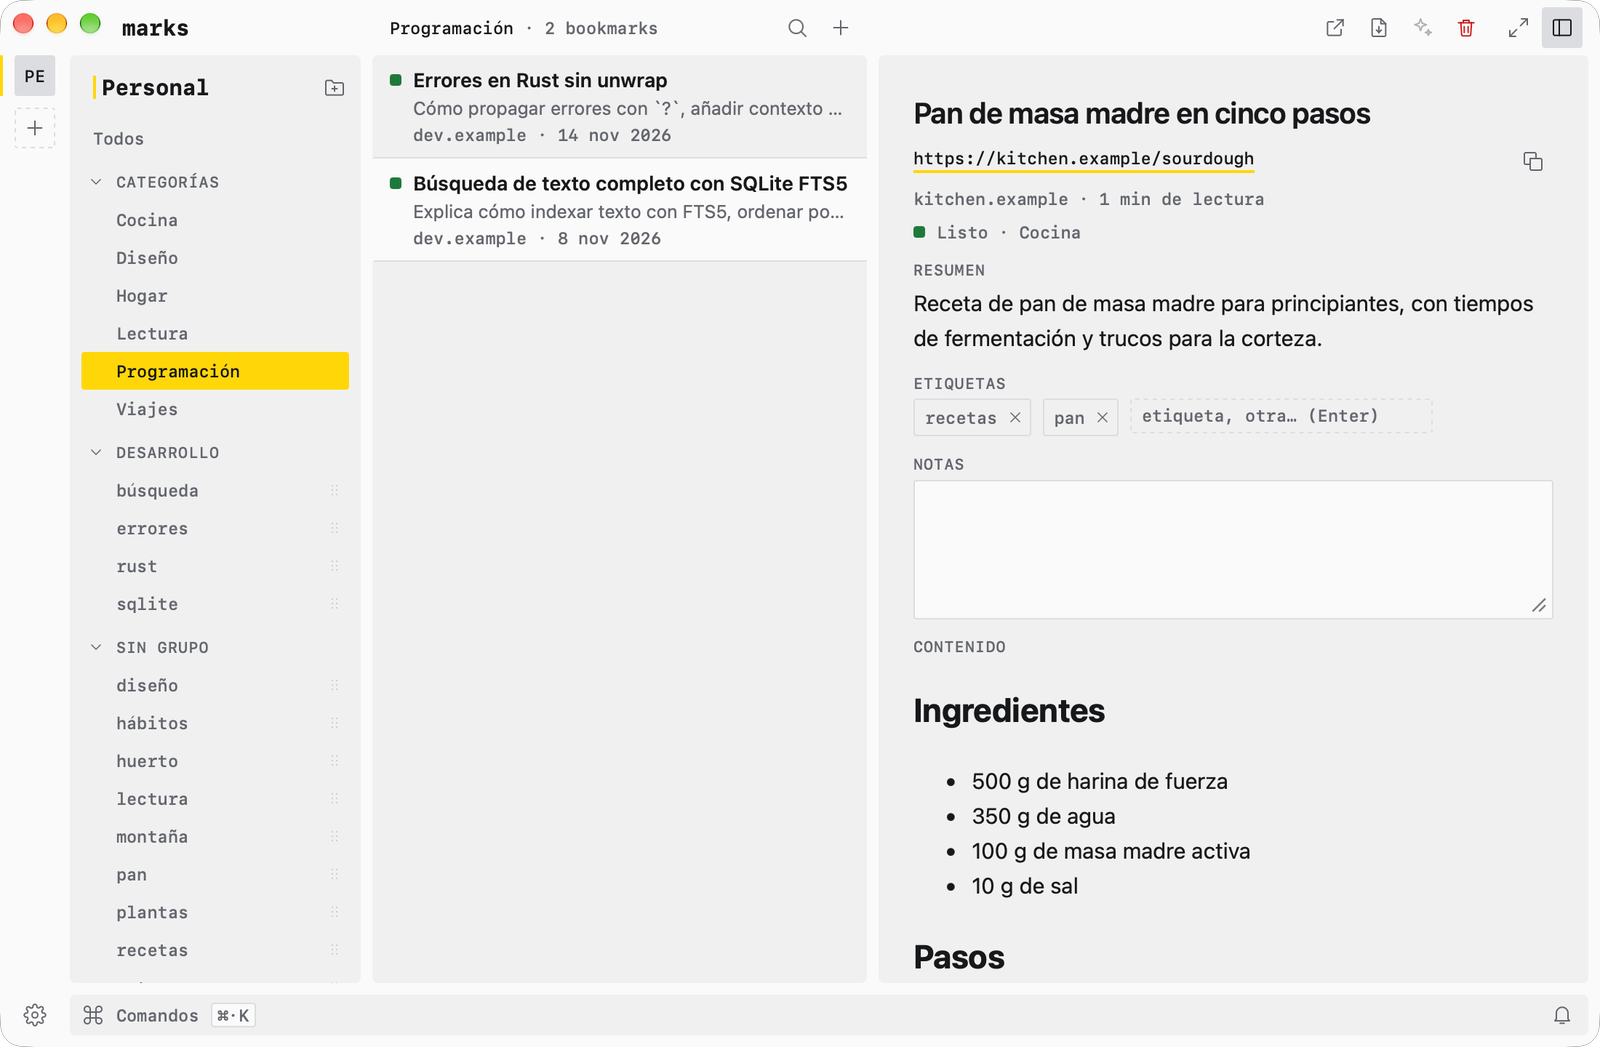 marks
Programación · 2 bookmarks
PE
Personal
Todos
CATEGORÍAS
Cocina
Diseño
Hogar
Lectura
Programación
Viajes
DESARROLLO
búsqueda
errores
rust
sqlite
SIN GRUPO
diseño
hábitos
huerto
lectura
montaña
pan
plantas
recetas
Errores en Rust sin unwrap
Cómo propagar errores con `?`, añadir contexto ...
dev.example · 14 nov 2026
Búsqueda de texto completo con SQLite FTS5
Explica cómo indexar texto con FTS5, ordenar po...
dev.example · 8 nov 2026
Pan de masa madre en cinco pasos
https://kitchen.example/sourdough
kitchen.example · 1 min de lectura
Listo · Cocina
RESUMEN
Receta de pan de masa madre para principiantes, con tiempos
de fermentación y trucos para la corteza.
ETIQUETAS
recetas × pan × etiqueta, otra… (Enter)
NOTAS
CONTENIDO
Ingredientes
• 500 g de harina de fuerza
• 350 g de agua
• 100 g de masa madre activa
• 10 g de sal
Pasos
⌘ Comandos ⌘·K